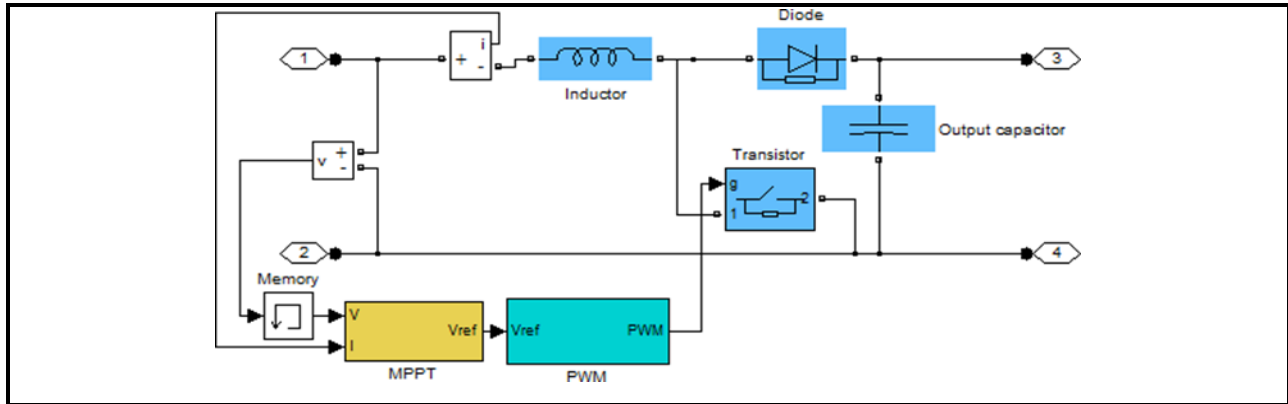 Diode
1
+
i
-
3
Inductor
Output capacitor
v
+
-
Transistor
g
1
2
2
4
Memory
V
I
Vref
Vref
PWM
MPPT
PWM